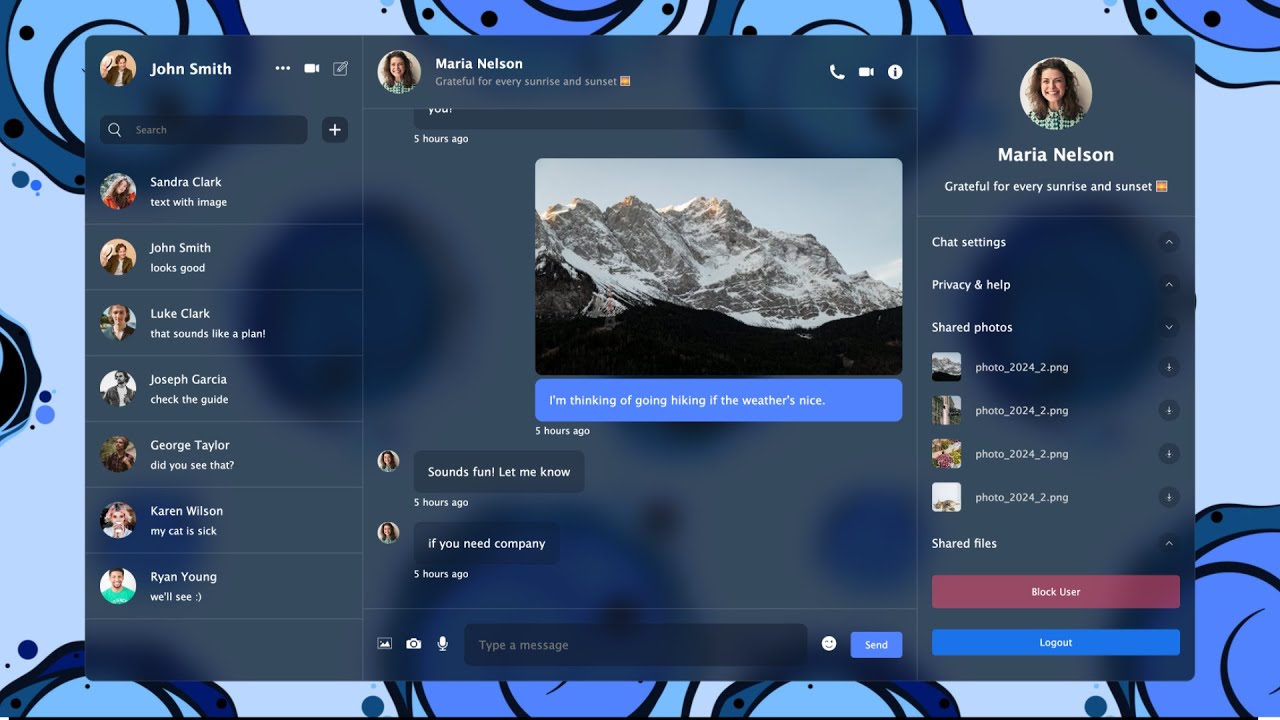 John Smith
Search
Sandra Clark
text with image
John Smith
looks good
Luke Clark
that sounds like a plan!
Joseph Garcia
check the guide
George Taylor
did you see that?
Karen Wilson
my cat is sick
Ryan Young
we'll see :)
Maria Nelson
Grateful for every sunrise and sunset 🌅
you!
5 hours ago
I'm thinking of going hiking if the weather's nice.
5 hours ago
Sounds fun! Let me know
5 hours ago
if you need company
5 hours ago
Type a message
Send
Maria Nelson
Grateful for every sunrise and sunset 🌅
Chat settings
Privacy & help
Shared photos
photo_2024_2.png
photo_2024_2.png
photo_2024_2.png
photo_2024_2.png
Shared files
Block User
Logout